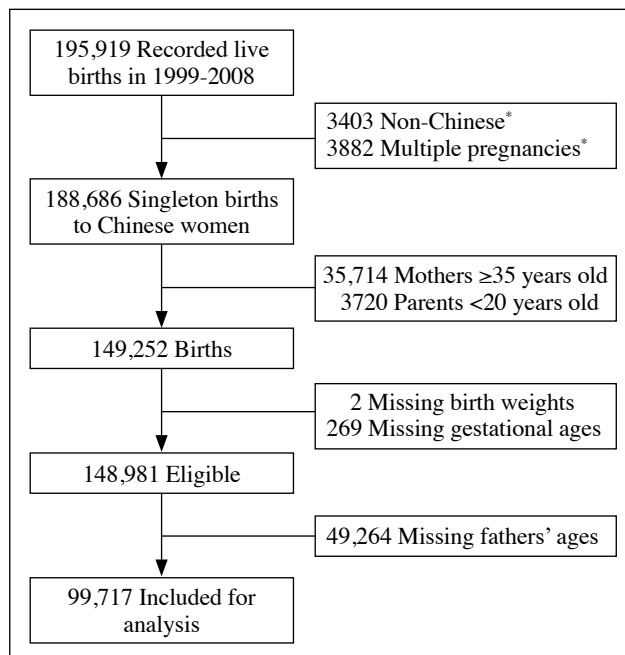 195,919 Recorded live
births in 1999-2008
3403 Non-Chinese*
3882 Multiple pregnancies*
188,686 Singleton births
to Chinese women
35,714 Mothers ≥35 years old
3720 Parents <20 years old
149,252 Births
2 Missing birth weights
269 Missing gestational ages
148,981 Eligible
49,264 Missing fathers’ ages
99,717 Included for
analysis